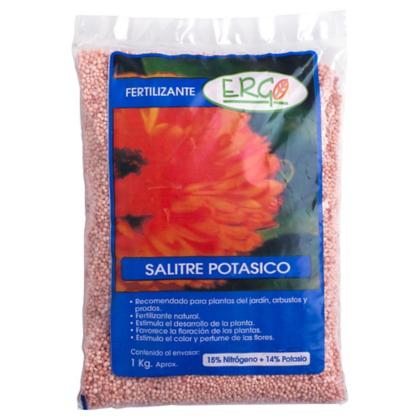 FERTILIZANTE
ERGO
SALITRE POTASICO
• Recomendado para plantas del jardín, arbustos y
prados.
• Fertilizante natural.
• Estimula el desarrollo de la planta.
• Favorece la floración de las plantas.
• Estimula el color y perfume de las flores.
Contenido al envasar:
1 Kg. Aprox.
15% Nitrógeno + 14% Potasio